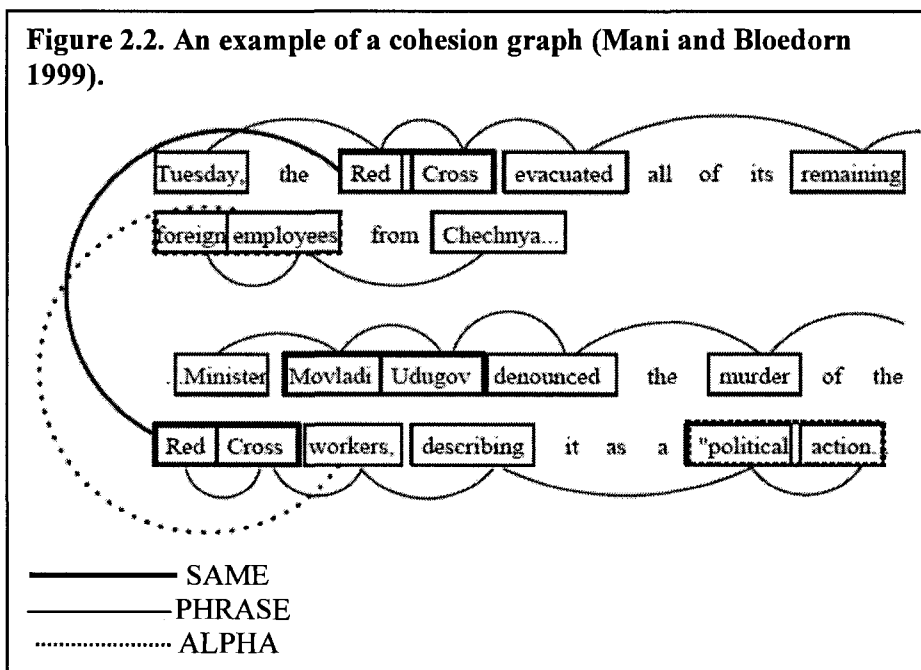 Figure 2.2. An example of a cohesion graph (Mani and Bloedorn
1999).
Tuesday, the Red Cross evacuated all of its remaining
foreign employees from Chechnya...
...Minister Movladi Udugov denounced the murder of the
Red Cross workers, describing it as a "political action.
SAME
PHRASE
ALPHA